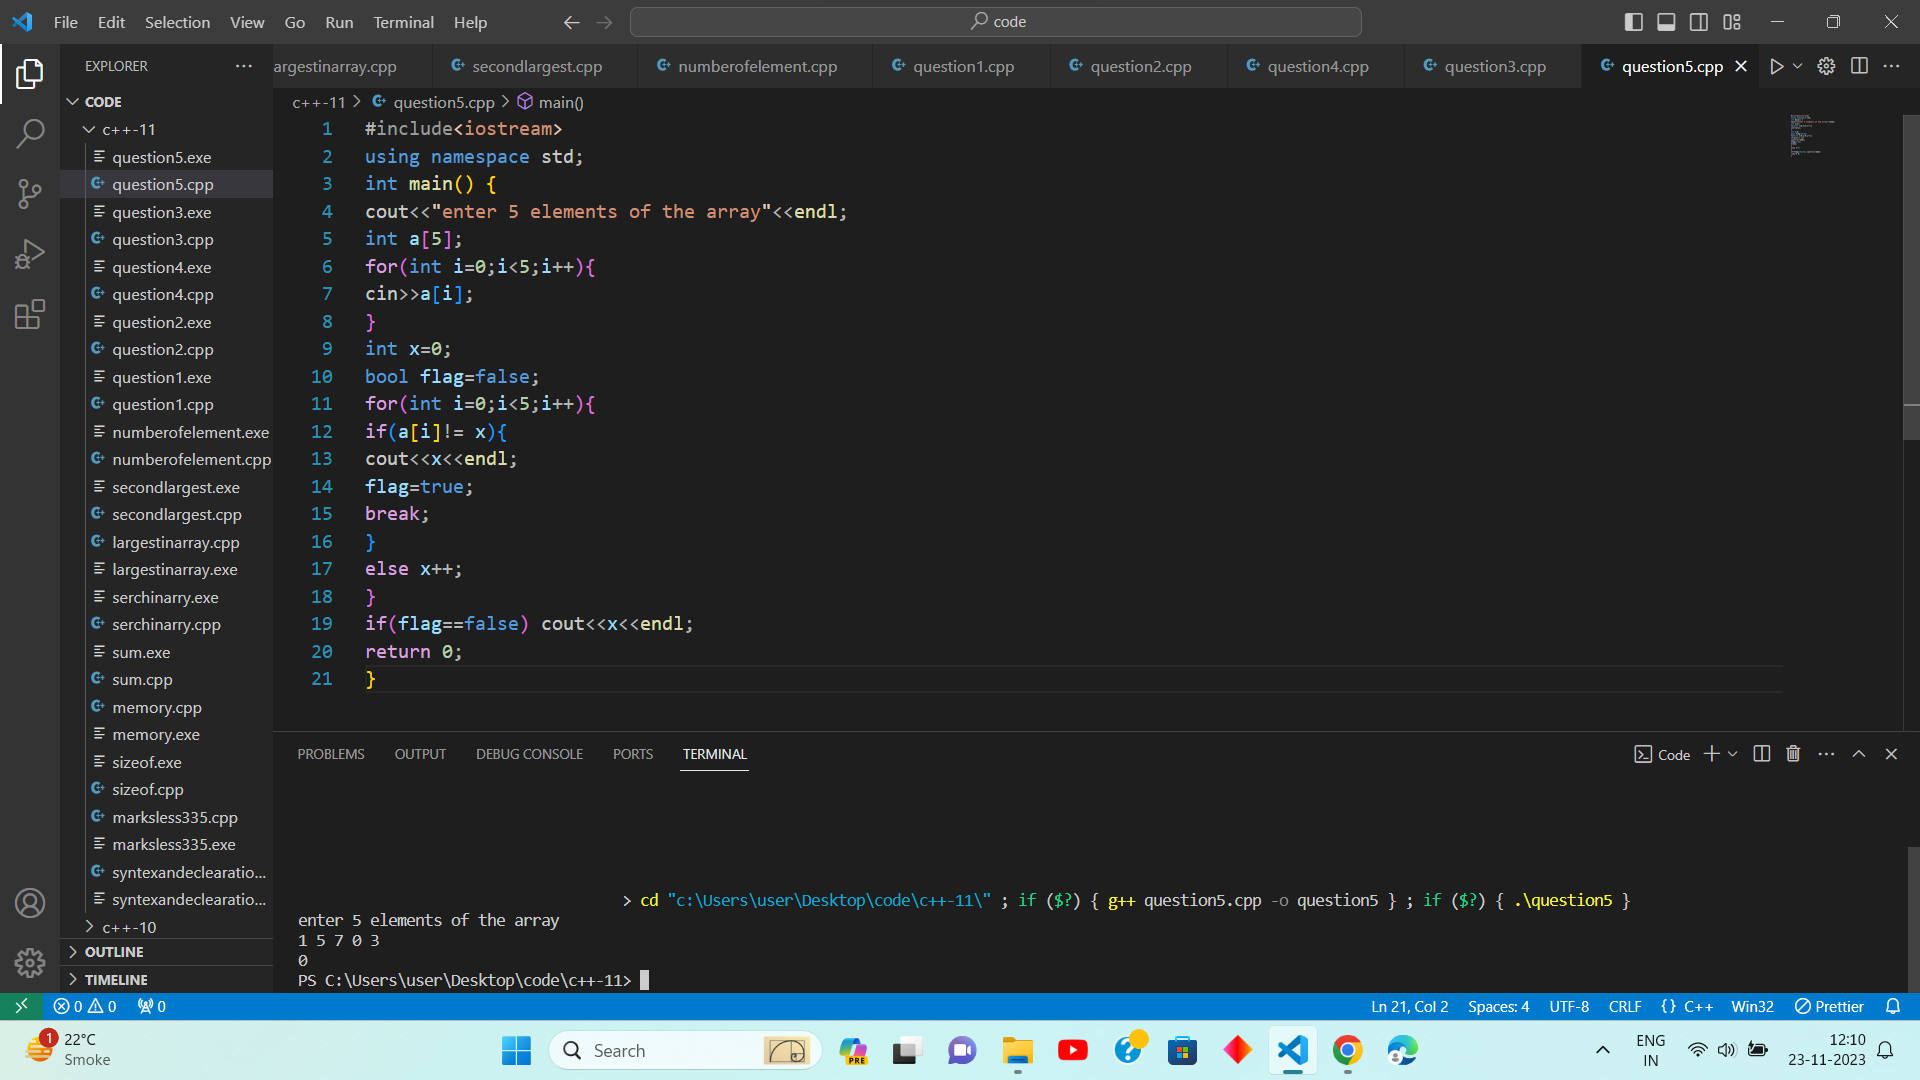 File Edit Selection View Go Run Terminal Help
code
EXPLORER
argestinarray.cpp secondlargest.cpp numberofelement.cpp question1.cpp question2.cpp question4.cpp question3.cpp question5.cpp
CODE
c++-11
question5.exe
question5.cpp
question3.exe
question3.cpp
question4.exe
question4.cpp
question2.exe
question2.cpp
question1.exe
question1.cpp
numberofelement.exe
numberofelement.cpp
secondlargest.exe
secondlargest.cpp
largestinarray.cpp
largestinarray.exe
serchinarry.exe
serchinarry.cpp
sum.exe
sum.cpp
memory.cpp
memory.exe
sizeof.exe
sizeof.cpp
marksless335.cpp
marksless335.exe
syntexandeclearatio...
syntexandeclearatio...
c++-10
OUTLINE
TIMELINE
c++-11 > question5.cpp > main()
1 #include<iostream>
2 using namespace std;
3 int main() {
4 cout<<"enter 5 elements of the array"<<endl;
5 int a[5];
6 for(int i=0;i<5;i++){
7 cin>>a[i];
8 }
9 int x=0;
10 bool flag=false;
11 for(int i=0;i<5;i++){
12 if(a[i]!= x){
13 cout<<x<<endl;
14 flag=true;
15 break;
16 }
17 else x++;
18 }
19 if(flag==false) cout<<x<<endl;
20 return 0;
21 }
PROBLEMS OUTPUT DEBUG CONSOLE PORTS TERMINAL
Code
> cd "c:\Users\user\Desktop\code\c++-11\" ; if ($?) { g++ question5.cpp -o question5 } ; if ($?) { .\question5 }
enter 5 elements of the array
1 5 7 0 3
0
PS C:\Users\user\Desktop\code\c++-11>
0 0 0
Ln 21, Col 2 Spaces: 4 UTF-8 CRLF {} C++ Win32 Prettier
1
22°C
Smoke
Search
PRE
ENG
IN
12:10
23-11-2023